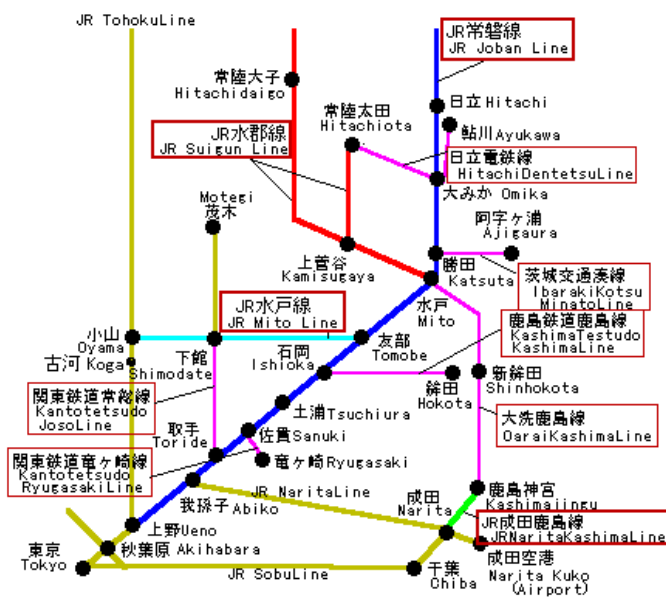 JR TohokuLine
JR常磐線
JR Joban Line
常陸大子
Hitachidaigo
日立 Hitachi
常陸太田
Hitachiota
鮎川 Ayukawa
JR水郡線
JR Suigun Line
日立電鉄線
HitachiDentetsuLine
大みか Omika
Motegi
茂木
阿字ヶ浦
Ajigaura
上菅谷
Kamisugaya
勝田
Katsuta
茨城交通湊線
IbarakiKotsu
MinatoLine
水戸
Mito
JR水戸線
JR Mito Line
鹿島鉄道鹿島線
KashimaTestudo
KashimaLine
小山
Oyama
古河 Koga
下館
Shimodate
石岡
Ishioka
友部
Tomobe
鉾田
Hokota
新鉾田
Shinhokota
関東鉄道常総線
Kantotetsudo
JosoLine
土浦 Tsuchiura
大洗鹿島線
OaraiKashimaLine
取手
Toride
佐貫 Sanuki
関東鉄道竜ヶ崎線
Kantotetsudo
RyugasakiLine
竜ヶ崎 Ryugasaki
我孫子
Abiko
JR NaritaLine
成田
Narita
鹿島神宮
Kashimajingu
JR成田鹿島線
JRNaritaKashimaLine
上野 Ueno
東京
Tokyo
秋葉原 Akihabara
JR SobuLine
千葉
Chiba
成田空港
Narita Kuko
(Airport)